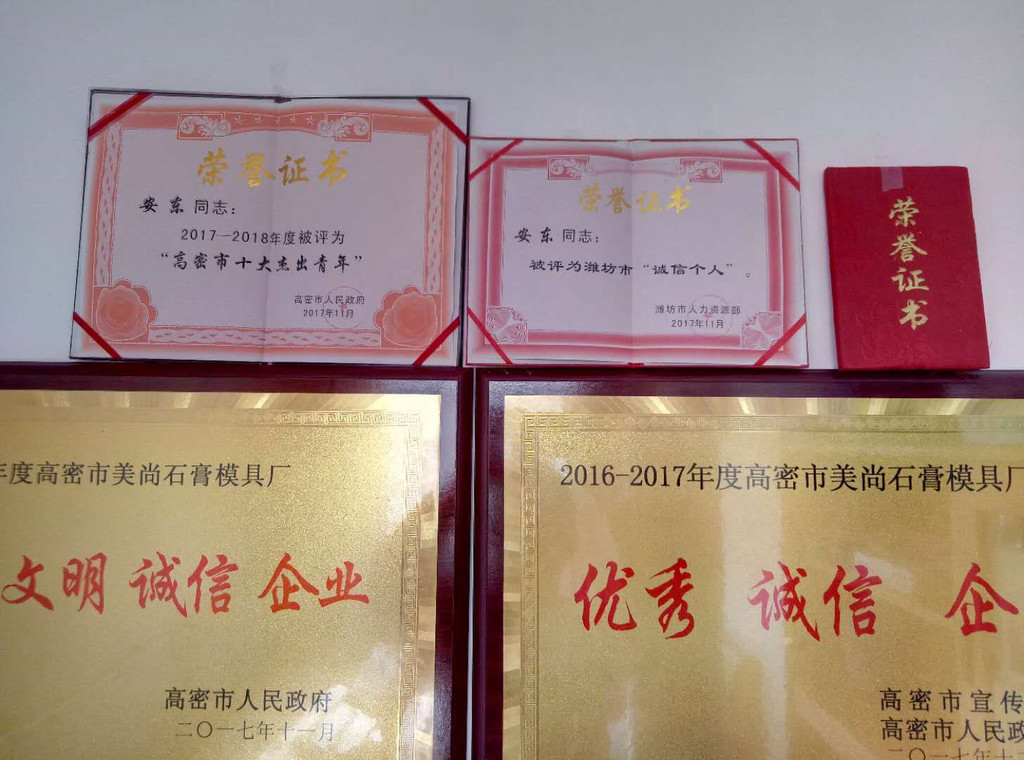 荣誉证书
安东同志：
2017—2018年度被评为
“高密市十大杰出青年”
高密市人民政府
2017年11月
荣誉证书
安东同志：
被评为潍坊市“诚信个人”。
潍坊市人力资源部
2017年11月
荣誉证书
年度高密市美尚石膏模具厂
文明 诚信 企业
高密市人民政府
二〇一七年十一月
2016-2017年度高密市美尚石膏模具厂
优秀 诚信 企
高密市宣传
高密市人民政
二〇一七年十